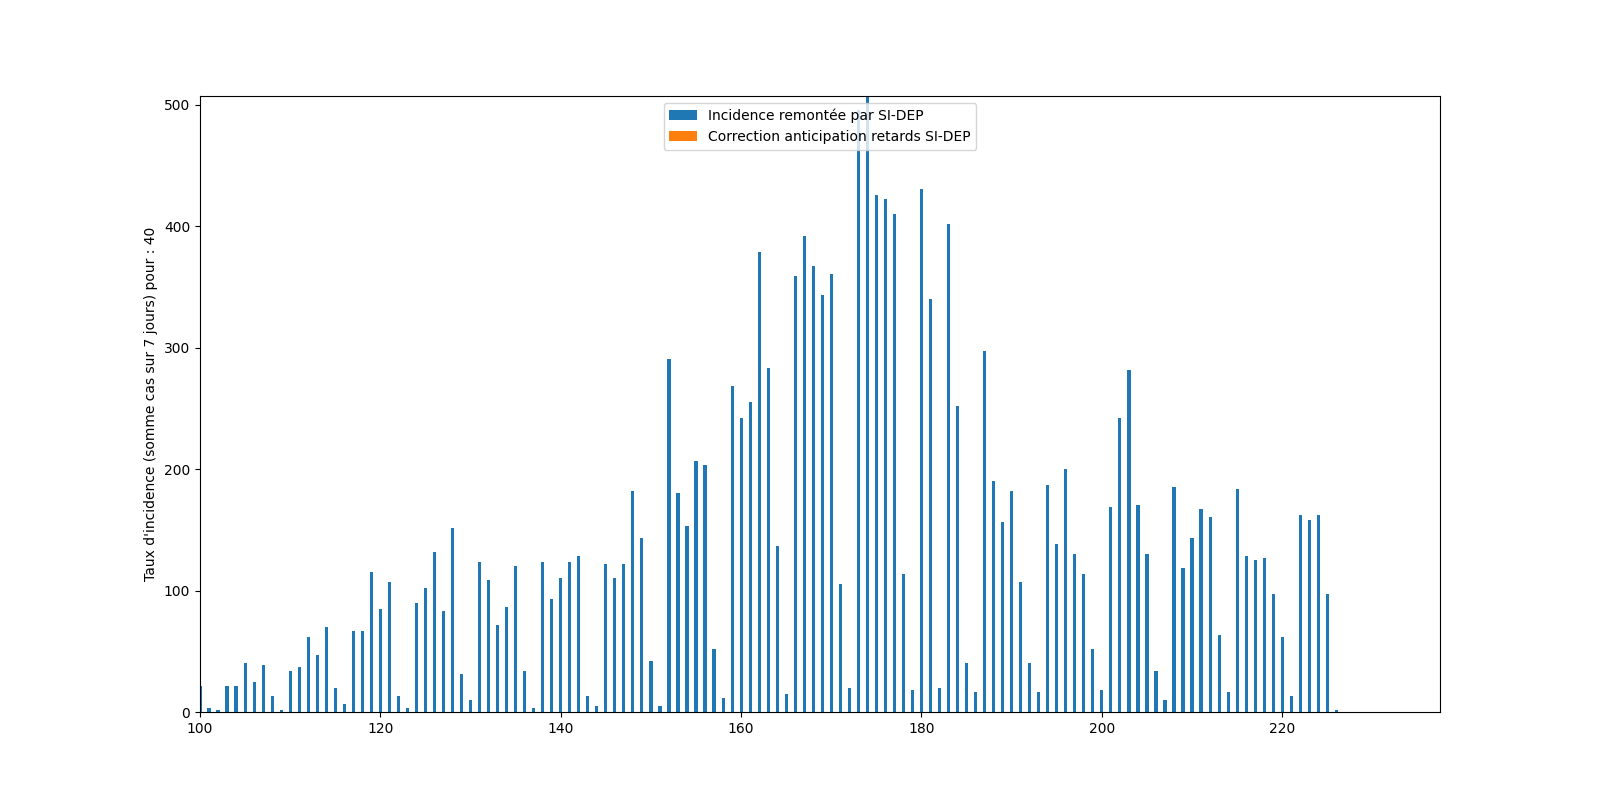 Incidence remontée par SI-DEP
Correction anticipation retards SI-DEP
Taux d'incidence (somme cas sur 7 jours) pour : 40
500
400
300
200
100
0
100 120 140 160 180 200 220